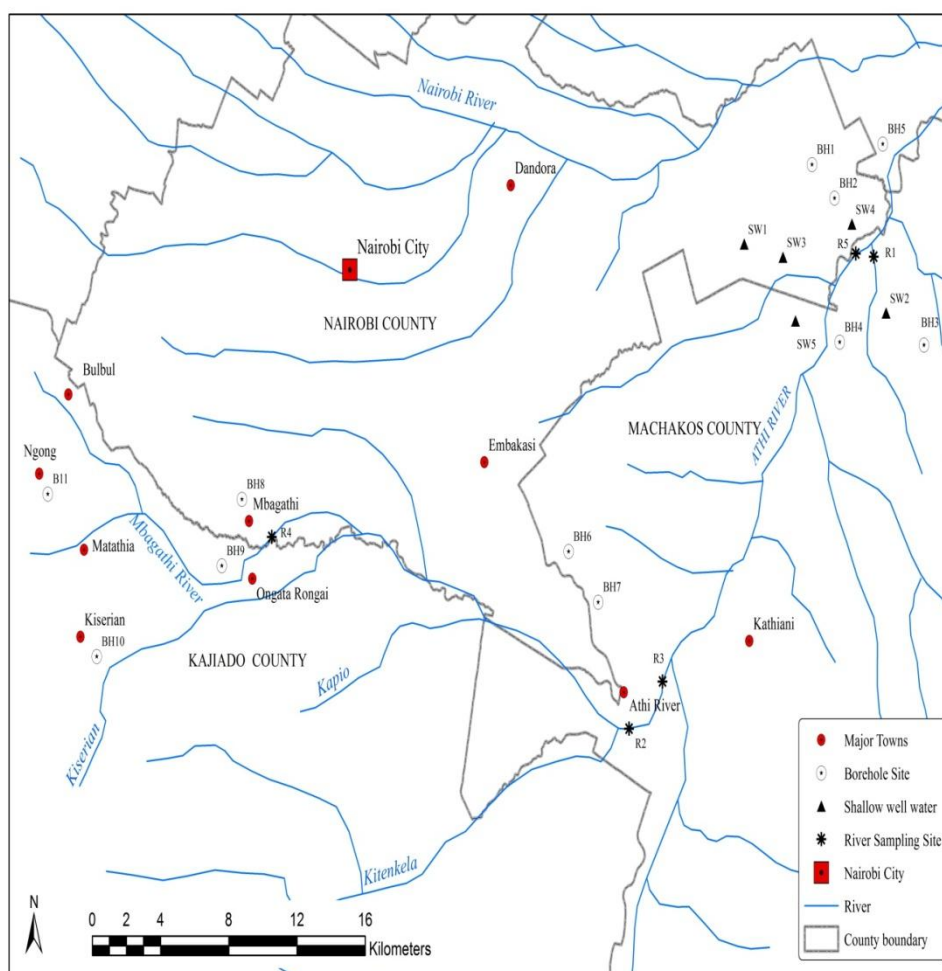 Nairobi River
BH5
BH1
Dandora
BH2
SW4
SW1
SW3
R5
R1
Nairobi City
SW2
NAIROBI COUNTY
SW5
BH4
BH3
Bulbul
ATHI RIVER
MACHAKOS COUNTY
Embakasi
Ngong
B11
BH8
Mbagathi
R4
Mbagathi River
Matathia
BH9
BH6
Ongata Rongai
BH7
Kiserian
BH10
KAJIADO COUNTY
Kathiani
Kapio
R3
Athi River
R2
Kiserian
Kitenkela
Major Towns
Borehole Site
Shallow well water
River Sampling Site
Nairobi City
River
County boundary
N
0 2 4 8 12 16
Kilometers